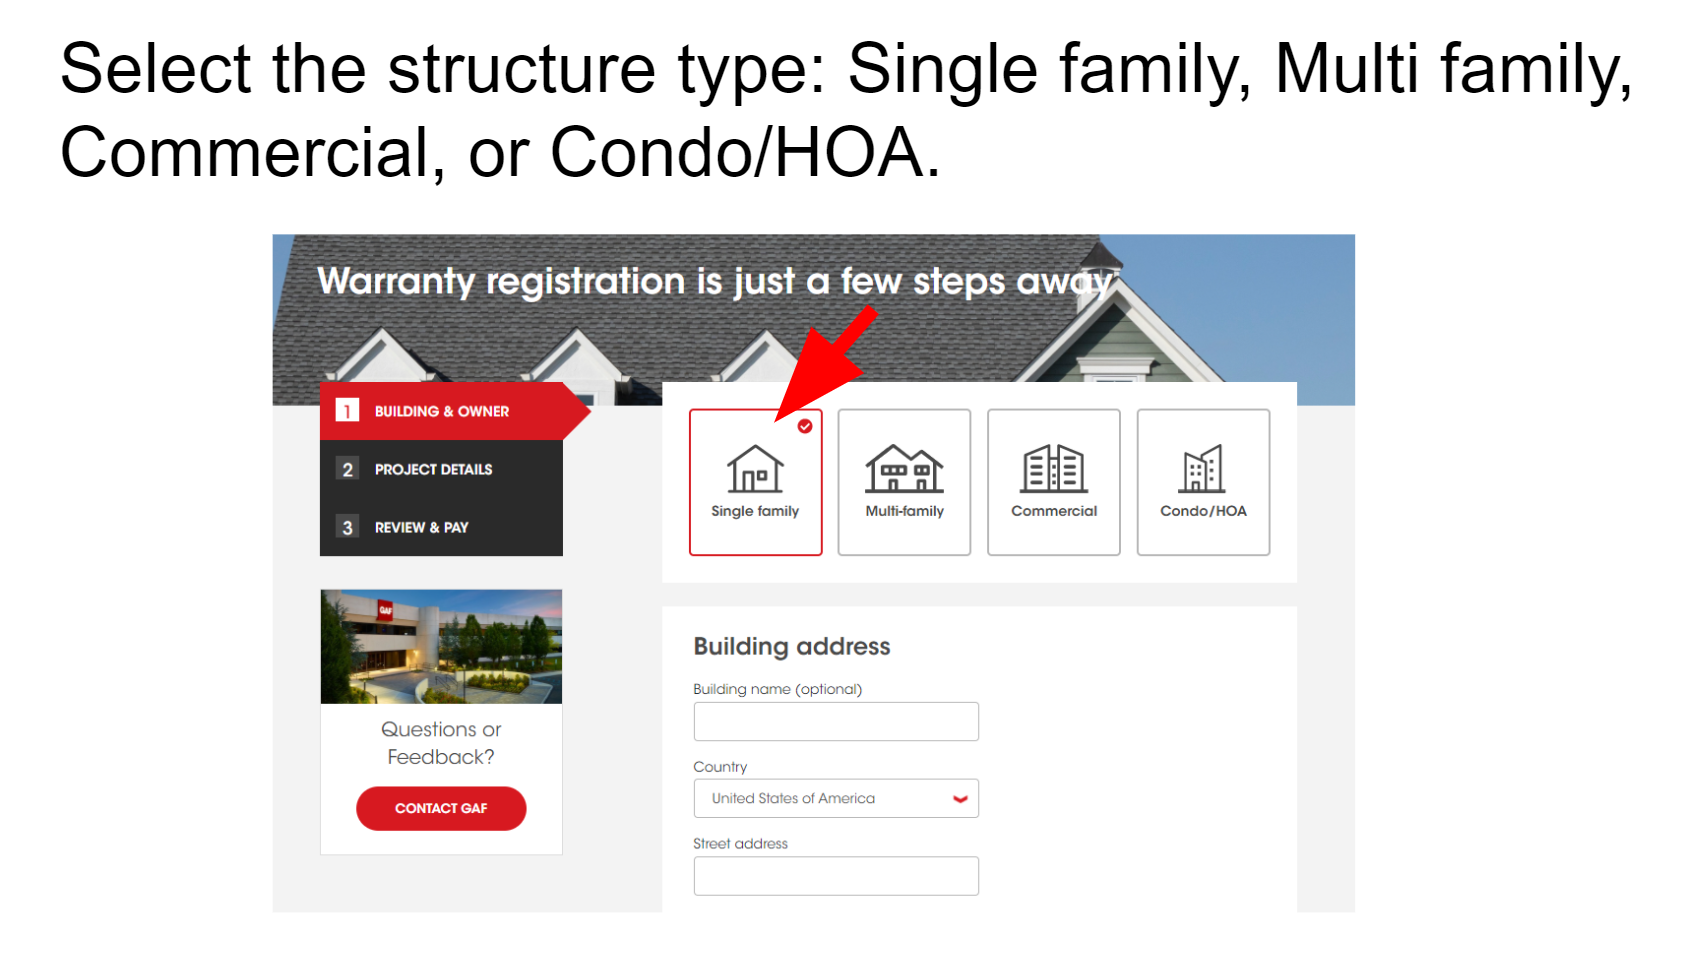 Select the structure type: Single family, Multi family,
Commercial, or Condo/HOA.
Warranty registration is just a few steps away
1 BUILDING & OWNER
2 PROJECT DETAILS
3 REVIEW & PAY
Single family
Multi-family
Commercial
Condo/HOA
GAF
Questions or
Feedback?
CONTACT GAF
Building address
Building name (optional)
Country
United States of America
Street address